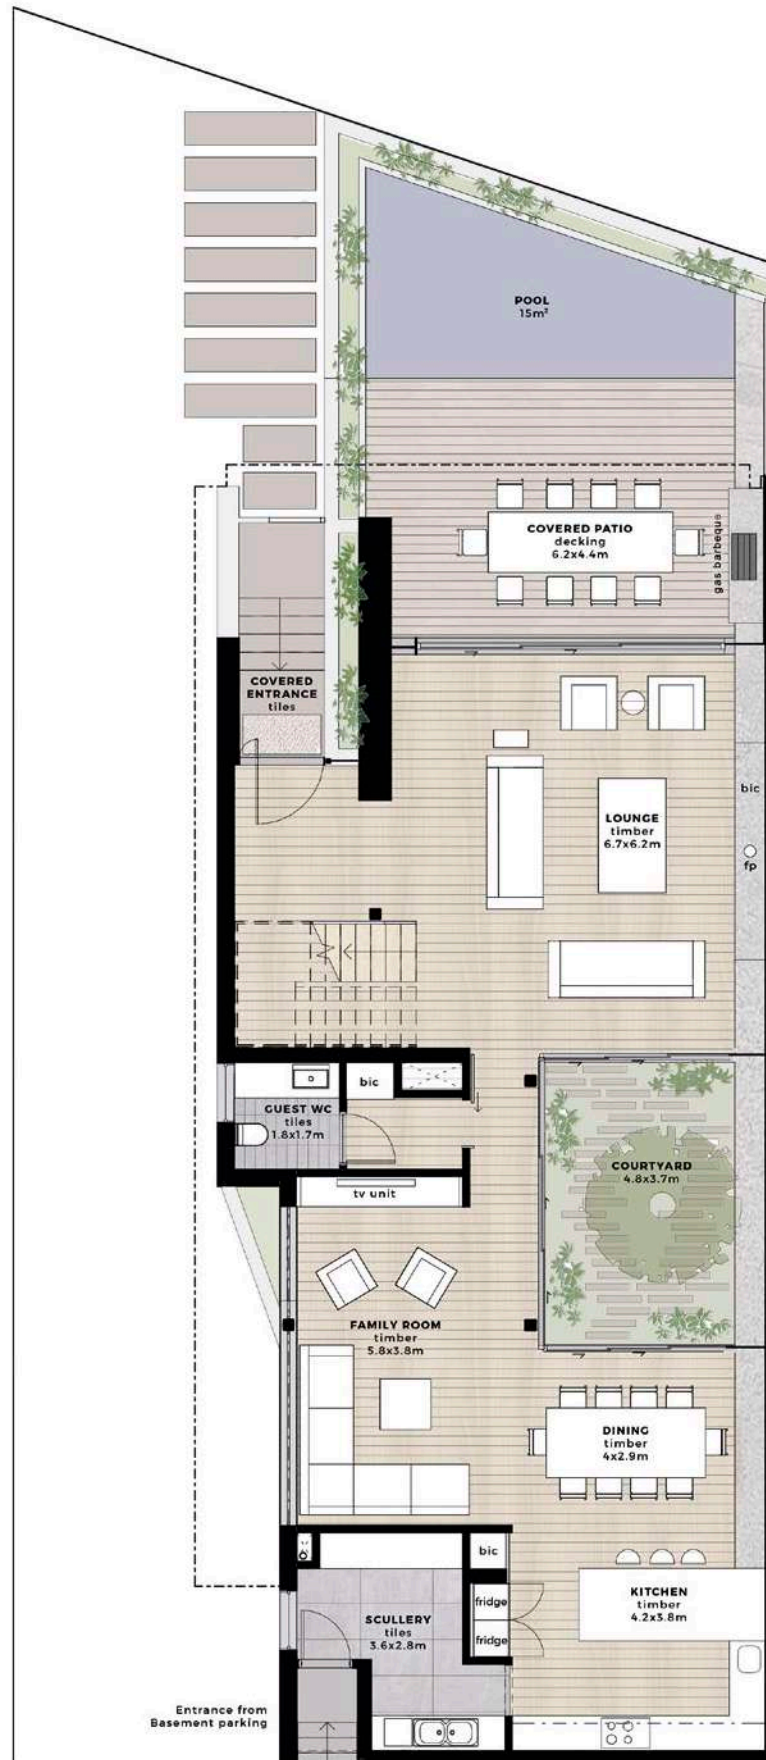 POOL
15m²
COVERED PATIO
decking
6.2x4.4m
gas barbeque
COVERED
ENTRANCE
tiles
bic
LOUNGE
timber
6.7x6.2m
fp
bic
GUEST WC
tiles
1.8x1.7m
COURTYARD
4.8x3.7m
tv unit
FAMILY ROOM
timber
5.8x3.8m
DINING
timber
4x2.9m
bic
KITCHEN
timber
4.2x3.8m
fridge
fridge
SCULLERY
tiles
3.6x2.8m
Entrance from
Basement parking